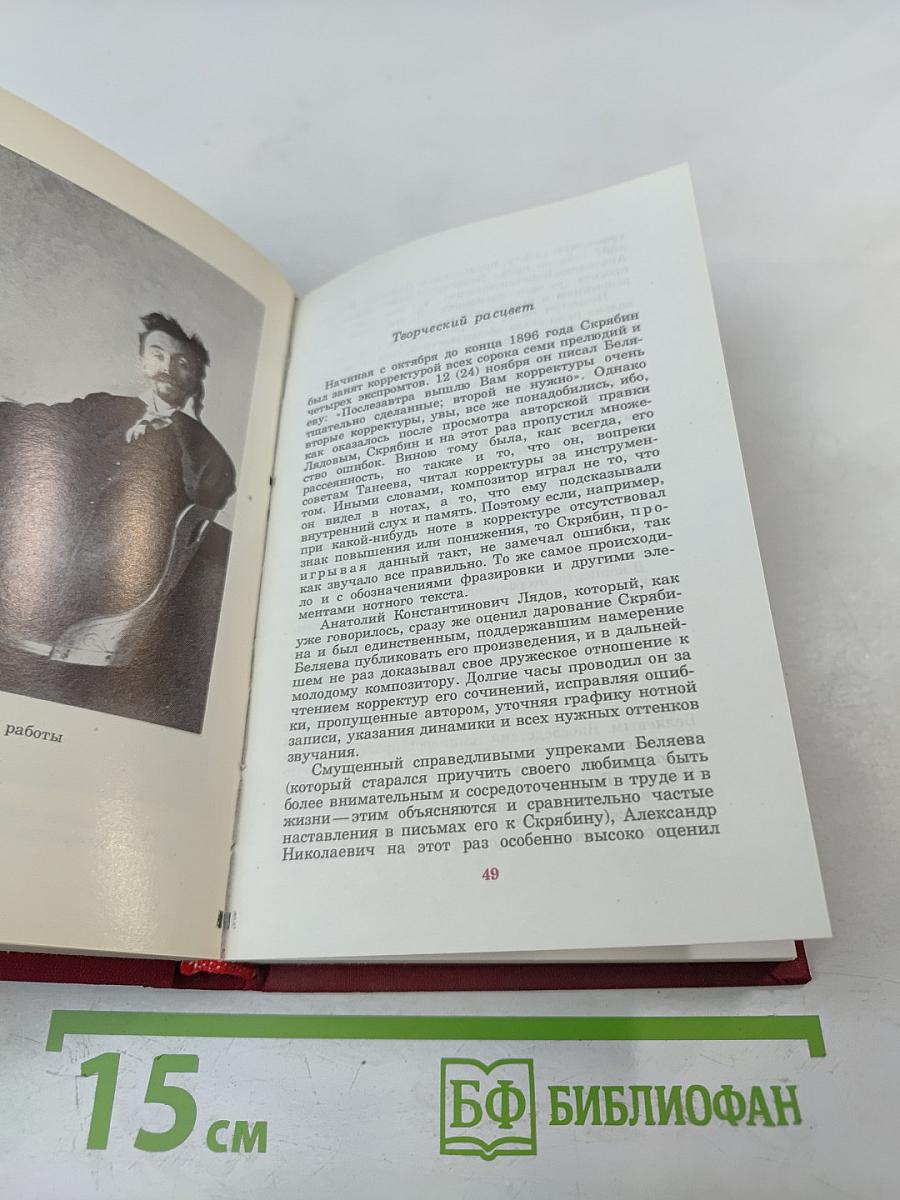 работы
Творческий расцвет
Начиная с октября до конца 1896 года Скрябин
был занят корректурой всех сорока семи прелюдий и
четырех экспромтов. 12 (24) ноября он писал Беля-
еву: «Послезавтра вышлю Вам корректуры очень
тщательно сделанные; второй не нужно». Однако
вторые корректуры, увы, все же понадобились, ибо,
как оказалось после просмотра авторской правки
Лядовым, Скрябин и на этот раз пропустил множе-
ство ошибок. Виною тому была, как всегда, его
рассеянность, но также и то, что он, вопреки
советам Танеева, читал корректуры за инструмен-
том. Иными словами, композитор играл не то, что
он видел в нотах, а то, что ему подсказывали
внутренний слух и память. Поэтому если, например,
при какой-нибудь ноте в корректуре отсутствовал
знак повышения или понижения, то Скрябин, про-
игрывая данный такт, не замечал ошибки, так
как звучало все правильно. То же самое происходи-
ло и с обозначениями фразировки и другими эле-
ментами нотного текста.
Анатолий Константинович Лядов, который, как
уже говорилось, сразу же оценил дарование Скряби-
на и был единственным, поддержавшим намерение
Беляева публиковать его произведения, и в дальней-
шем не раз доказывал свое дружеское отношение к
молодому композитору. Долгие часы проводил он за
чтением корректур его сочинений, исправляя ошиб-
ки, пропущенные автором, уточняя графику нотной
записи, указания динамики и всех нужных оттенков
звучания.
Смущенный справедливыми упреками Беляева
(который старался приучить своего любимца быть
более внимательным и сосредоточенным в труде и в
жизни — этим объясняются и сравнительно частые
наставления в письмах его к Скрябину), Александр
Николаевич на этот раз особенно высоко оценил
49
15 см
БФ БИБЛИОФАН